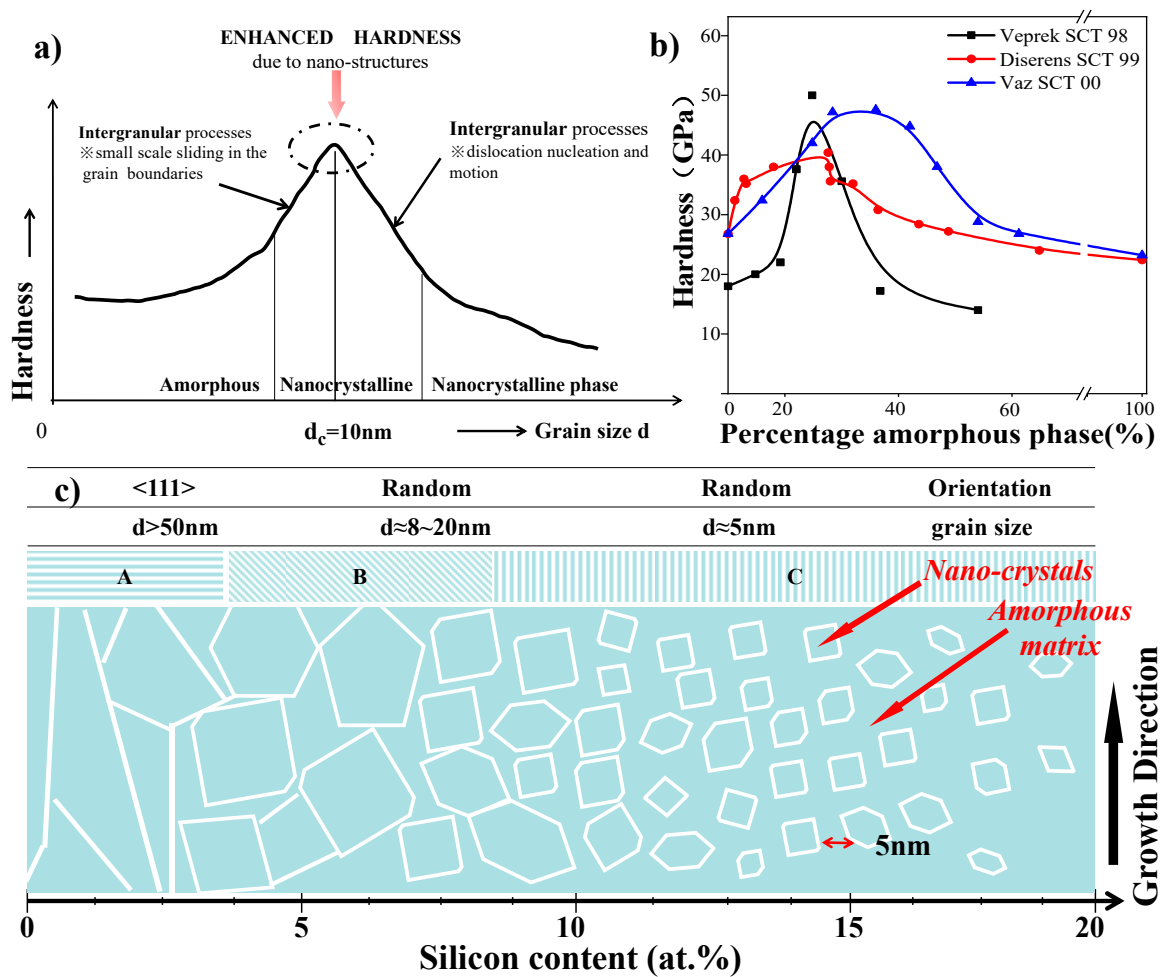 a)
ENHANCED HARDNESS
due to nano-structures
Intergranular processes
※small scale sliding in the
grain boundaries
Intergranular processes
※dislocation nucleation and
motion
Hardness
Amorphous
Nanocrystalline
Nanocrystalline phase
0
d_c=10nm
Grain size d
b)
Veprek SCT 98
Diserens SCT 99
Vaz SCT 00
Hardness（GPa)
60
50
40
30
20
10
0
20
40
60
100
Percentage amorphous phase(%)
c)
<111>
Random
Random
Orientation
d>50nm
d≈8~20nm
d≈5nm
grain size
A
B
C
Nano-crystals
Amorphous
matrix
5nm
Growth Direction
0
5
10
15
20
Silicon content (at.%)